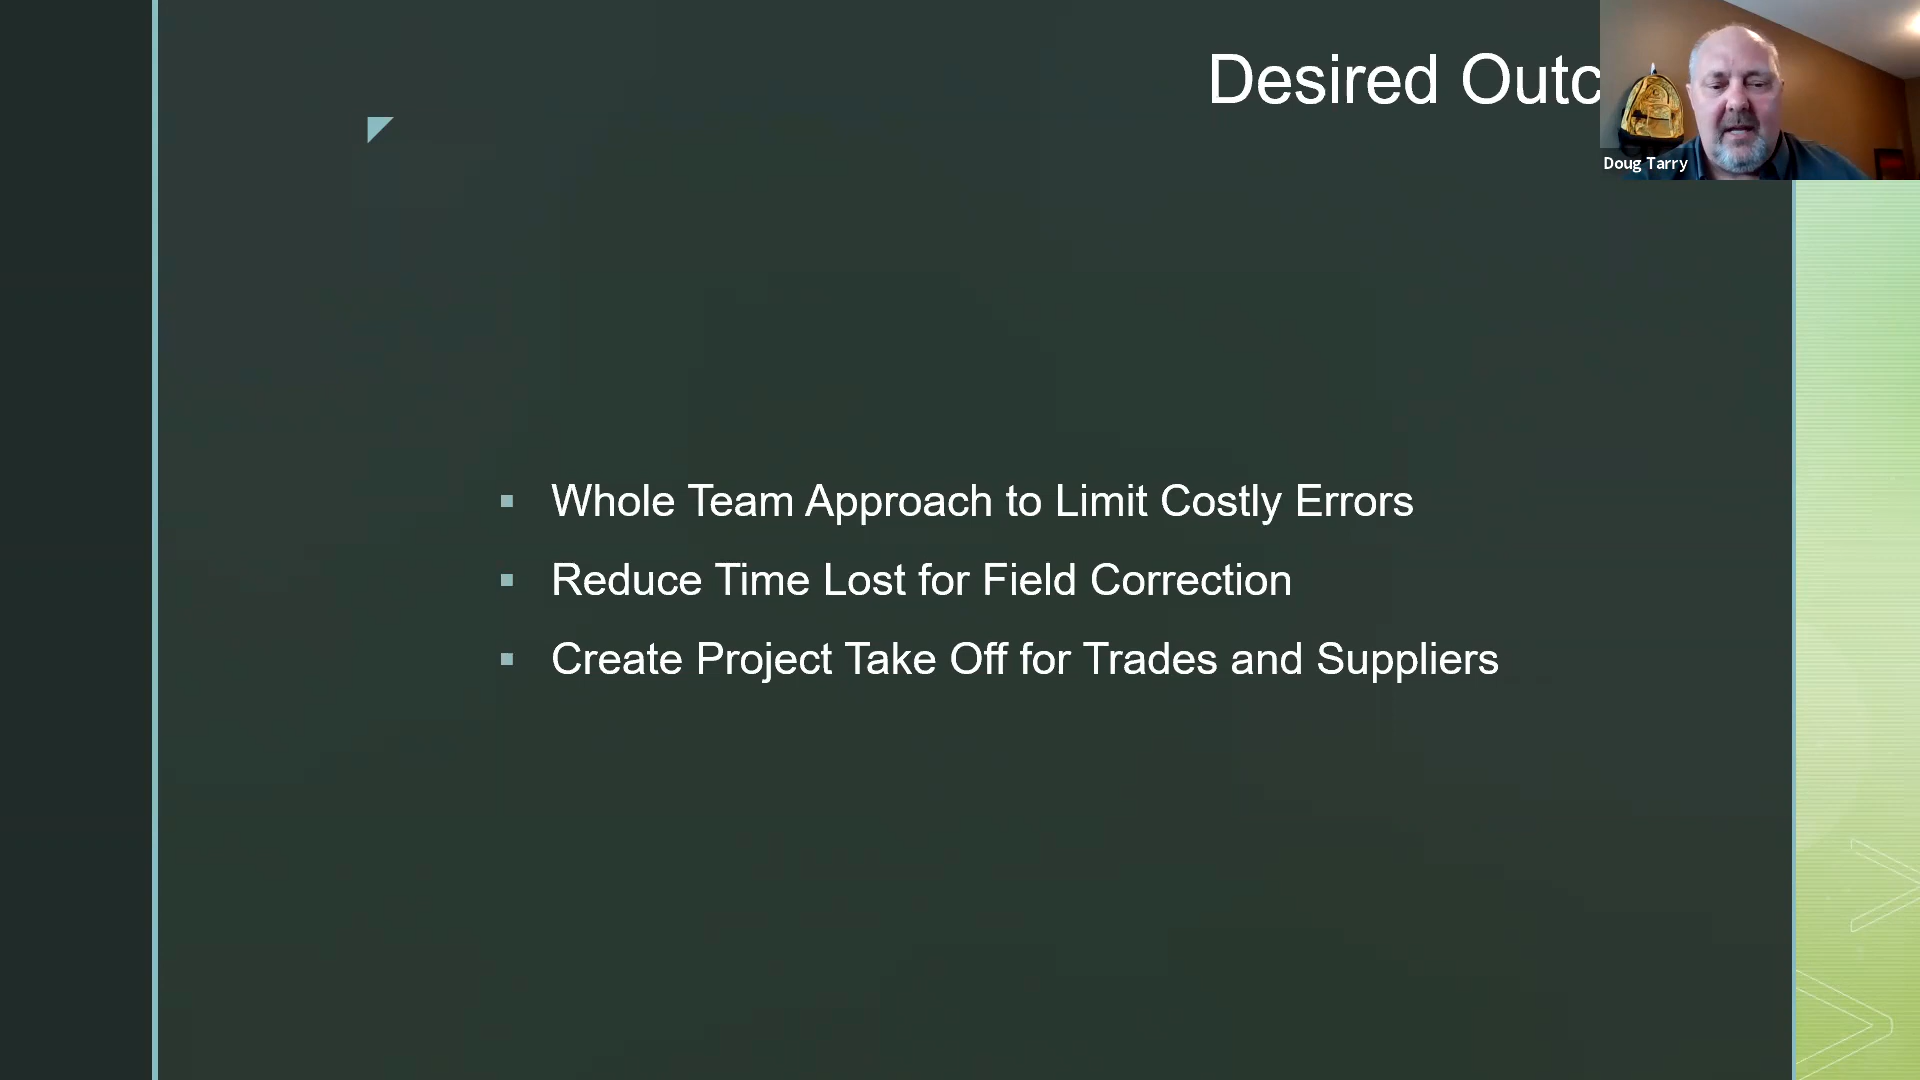 Desired Outc
Doug Tarry
Whole Team Approach to Limit Costly Errors
Reduce Time Lost for Field Correction
Create Project Take Off for Trades and Suppliers